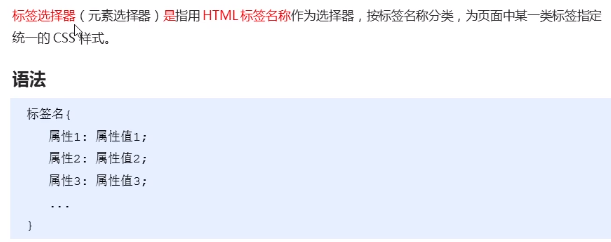 标签选择器（元素选择器）是指用 HTML 标签名称作为选择器，按标签名称分类，为页面中某一类标签指定
统一的 CSS 样式。
语法
标签名{
属性1: 属性值1;
属性2: 属性值2;
属性3: 属性值3;
...
}